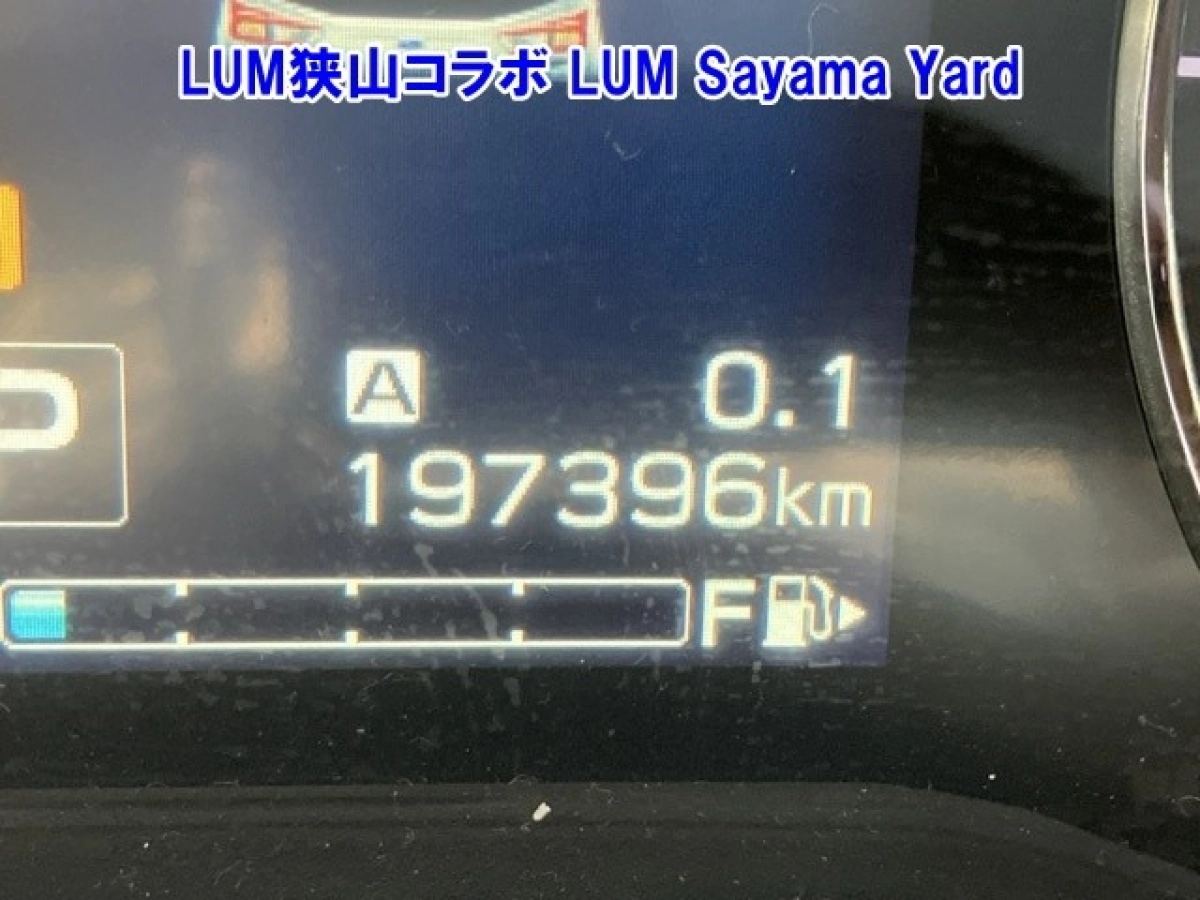 LUM狭山コラボ LUM Sayama Yard
P
A 0.1
197396km
F